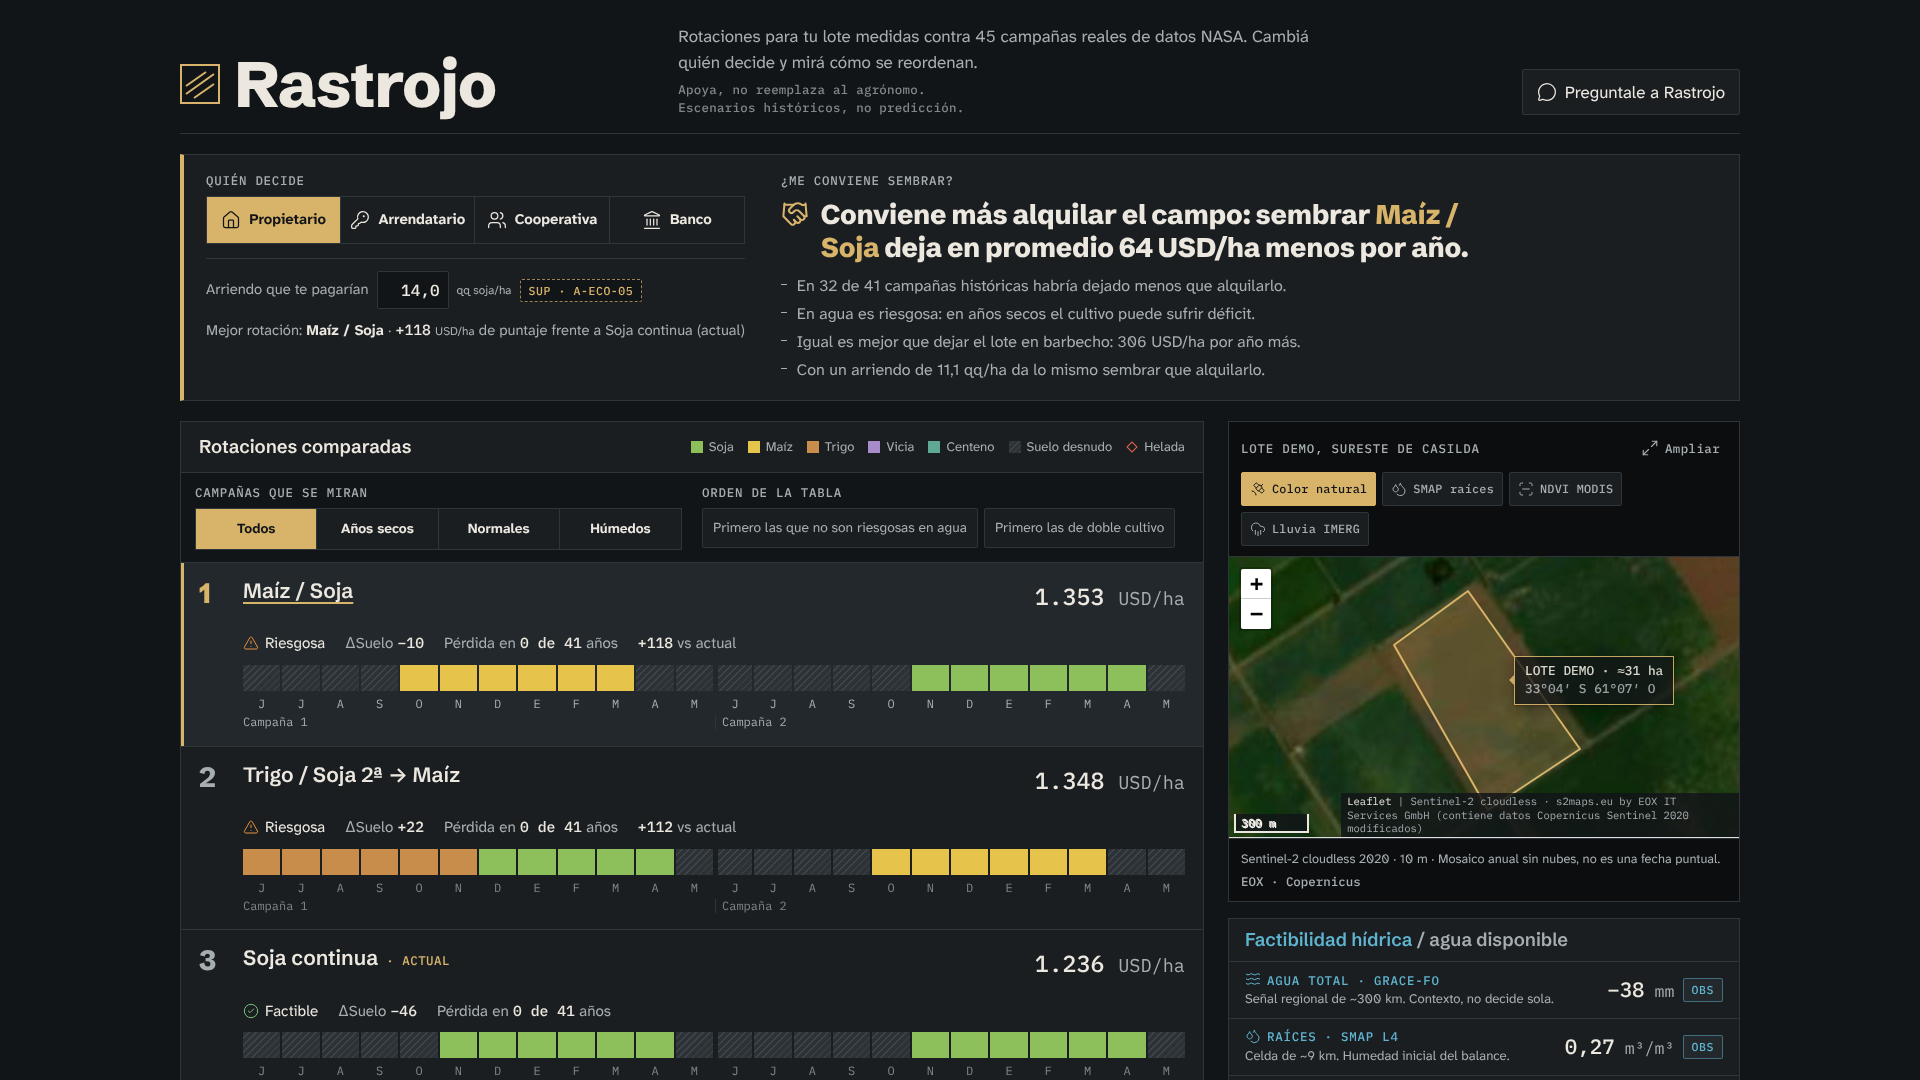 Rastrojo
Rotaciones para tu lote medidas contra 45 campañas reales de datos NASA. Cambiá
quién decide y mirá cómo se reordenan.
Apoya, no reemplaza al agrónomo.
Escenarios históricos, no predicción.
Preguntale a Rastrojo
QUIÉN DECIDE
Propietario
Arrendatario
Cooperativa
Banco
Arriendo que te pagarían 14,0 qq soja/ha SUP · A-ECO-05
Mejor rotación: Maíz / Soja · +118 USD/ha de puntaje frente a Soja continua (actual)
¿ME CONVIENE SEMBRAR?
Conviene más alquilar el campo: sembrar Maíz /
Soja deja en promedio 64 USD/ha menos por año.
– En 32 de 41 campañas históricas habría dejado menos que alquilarlo.
– En agua es riesgosa: en años secos el cultivo puede sufrir déficit.
– Igual es mejor que dejar el lote en barbecho: 306 USD/ha por año más.
– Con un arriendo de 11,1 qq/ha da lo mismo sembrar que alquilarlo.
Rotaciones comparadas
Soja Maíz Trigo Vicia Centeno Suelo desnudo Helada
CAMPAÑAS QUE SE MIRAN
Todos Años secos Normales Húmedos
ORDEN DE LA TABLA
Primero las que no son riesgosas en agua
Primero las de doble cultivo
1 Maíz / Soja 1.353 USD/ha
Riesgosa ΔSuelo −10 Pérdida en 0 de 41 años +118 vs actual
J J A S O N D E F M A M J J A S O N D E F M A M
Campaña 1 Campaña 2
2 Trigo / Soja 2ª → Maíz 1.348 USD/ha
Riesgosa ΔSuelo +22 Pérdida en 0 de 41 años +112 vs actual
J J A S O N D E F M A M J J A S O N D E F M A M
Campaña 1 Campaña 2
3 Soja continua · ACTUAL 1.236 USD/ha
Factible ΔSuelo −46 Pérdida en 0 de 41 años
J J A S O N D E F M A M J J A S O N D E F M A M
LOTE DEMO, SURESTE DE CASILDA
Ampliar
Color natural
SMAP raíces
NDVI MODIS
Lluvia IMERG
+
−
LOTE DEMO · ≈31 ha
33°04′ S 61°07′ O
300 m
Leaflet | Sentinel-2 cloudless · s2maps.eu by EOX IT
Services GmbH (contiene datos Copernicus Sentinel 2020
modificados)
Sentinel-2 cloudless 2020 · 10 m · Mosaico anual sin nubes, no es una fecha puntual.
EOX · Copernicus
Factibilidad hídrica / agua disponible
AGUA TOTAL · GRACE-FO
Señal regional de ~300 km. Contexto, no decide sola.
−38 mm OBS
RAÍCES · SMAP L4
Celda de ~9 km. Humedad inicial del balance.
0,27 m³/m³ OBS